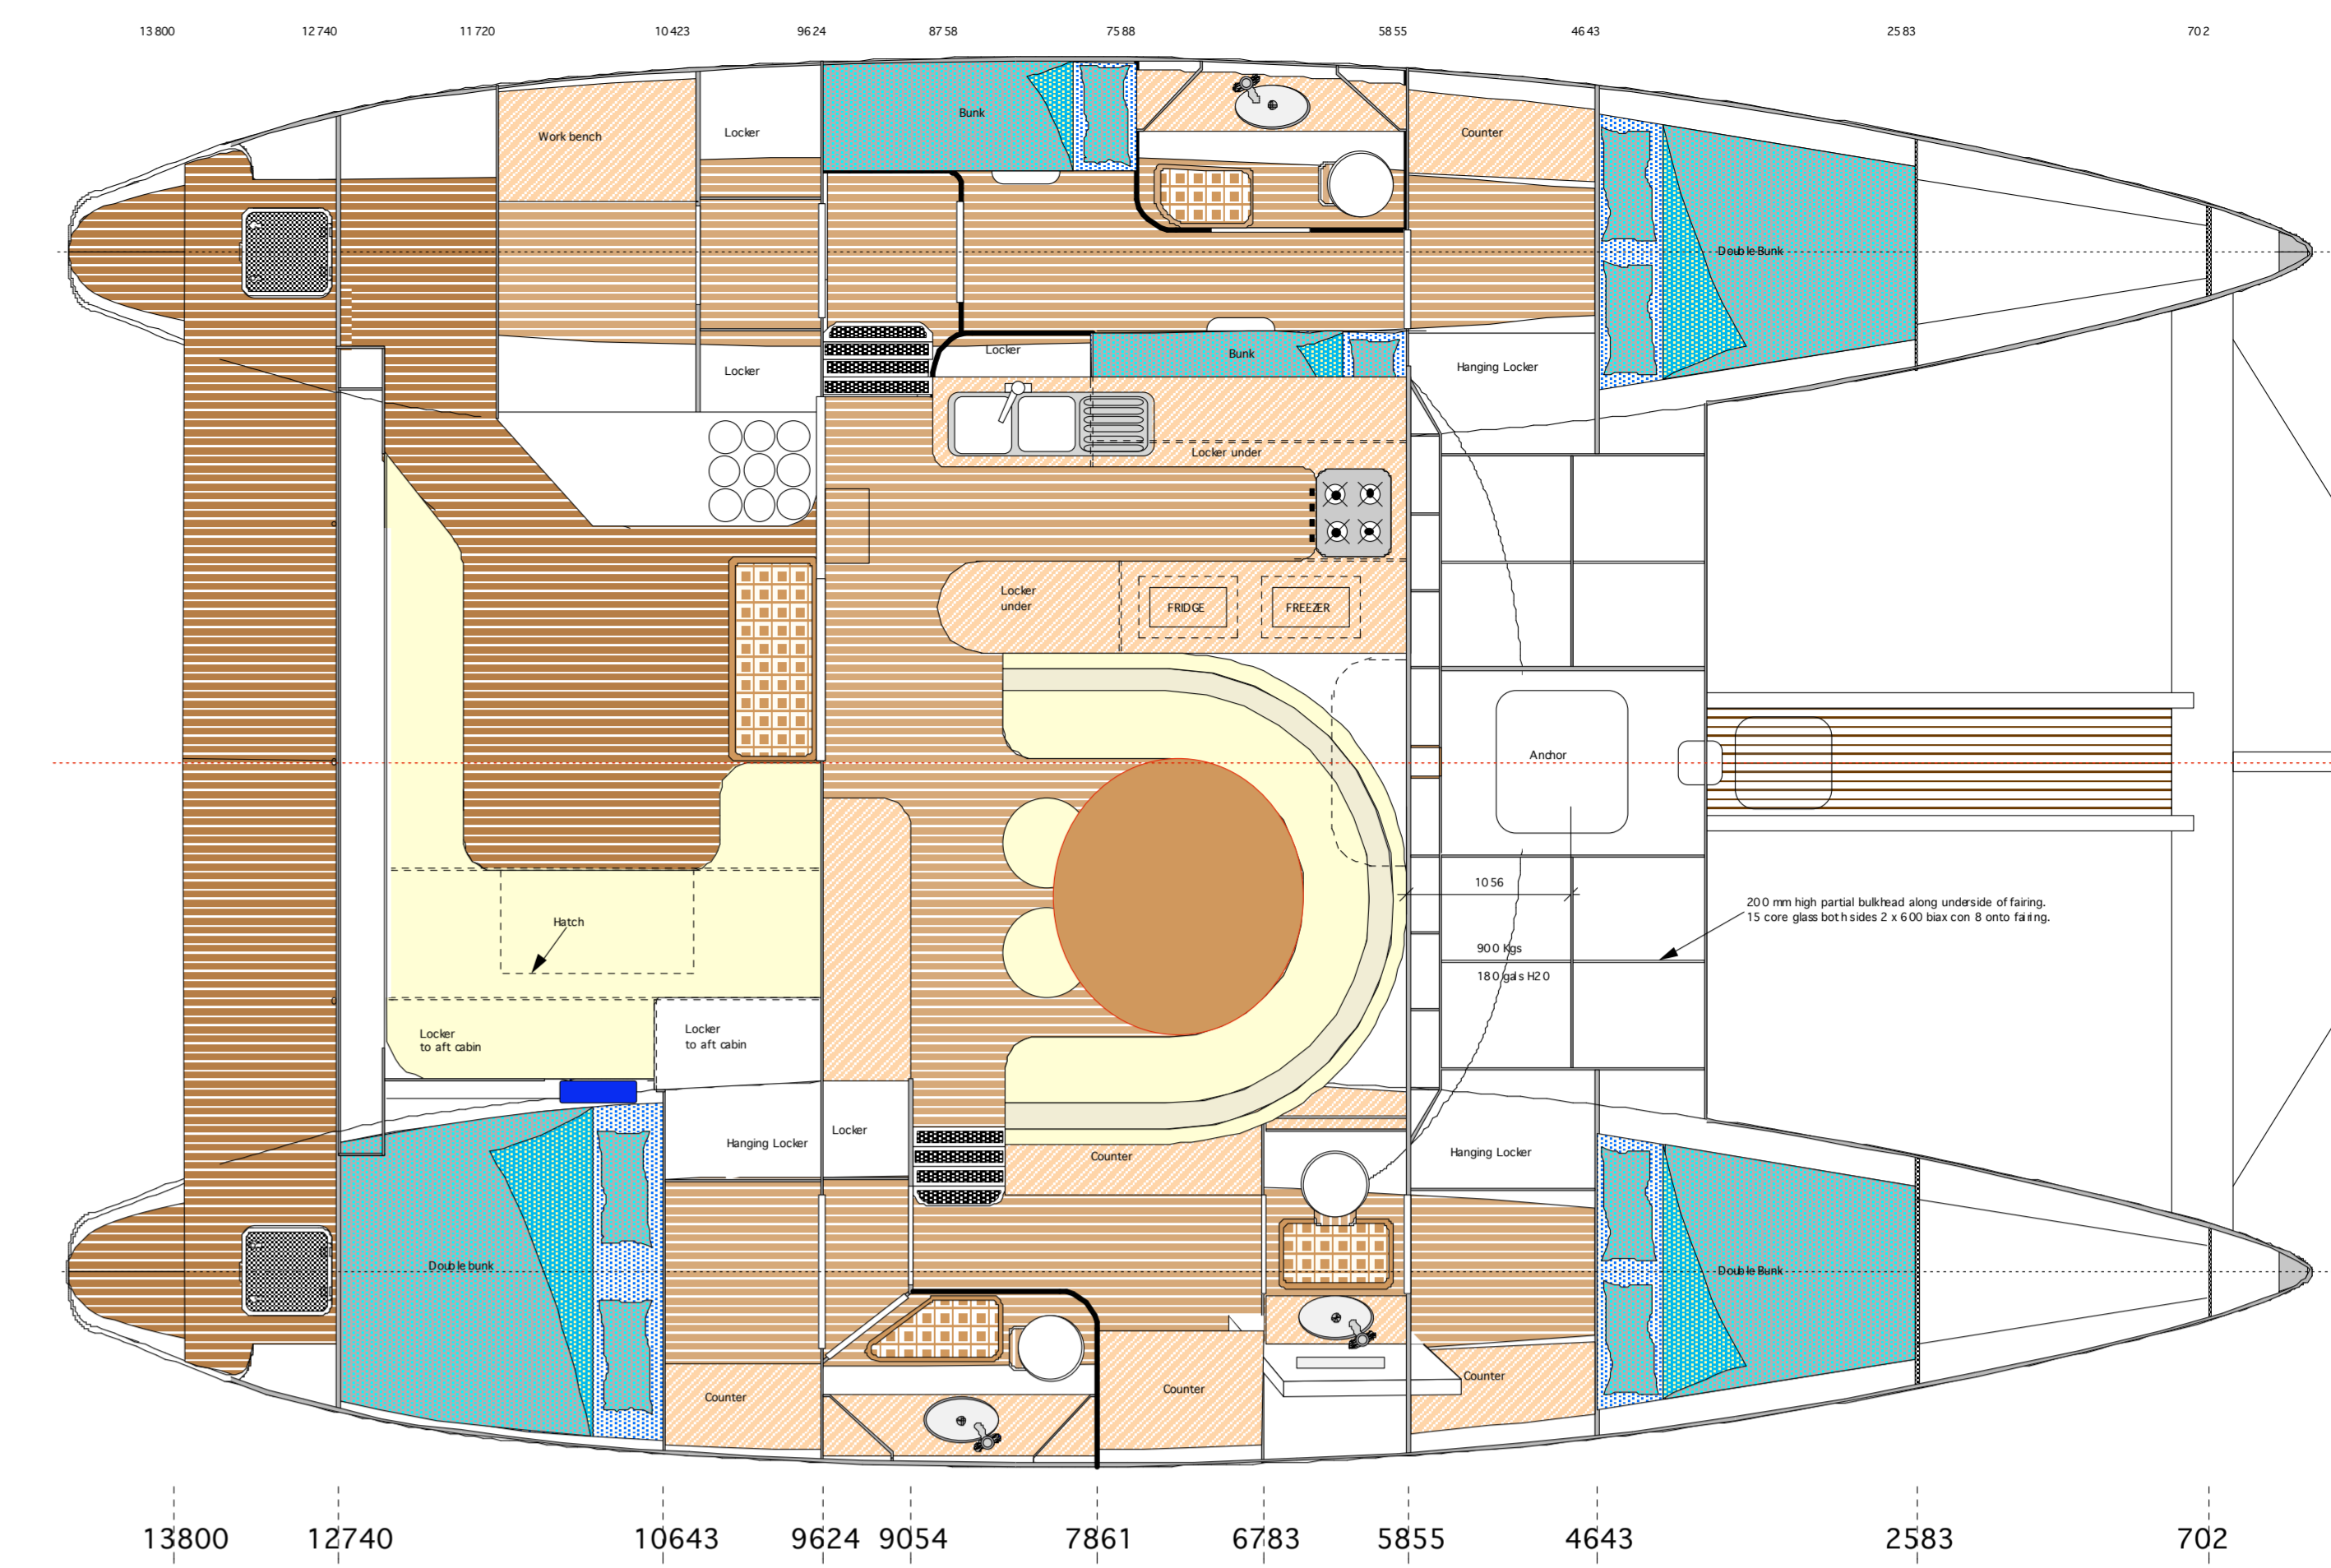 13800 12740 11720 10423 9624 8758 7588 5855 4643 2583 702
Bunk
Work bench
Locker
Counter
Double Bunk
Locker
Bunk
Locker
Hanging Locker
Locker under
Locker
under
FRIDGE
FREEZER
Anchor
1056
200 mm high partial bulkhead along underside of fairing.
15 core glass both sides 2 x 600 biax con 8 onto fairing.
Hatch
900 Kgs
180 gals H20
Locker
to aft cabin
Locker
to aft cabin
Hanging Locker
Locker
Counter
Hanging Locker
Double bunk
Double Bunk
Counter
Counter
Counter
13800 12740 10643 9624 9054 7861 6783 5855 4643 2583 702